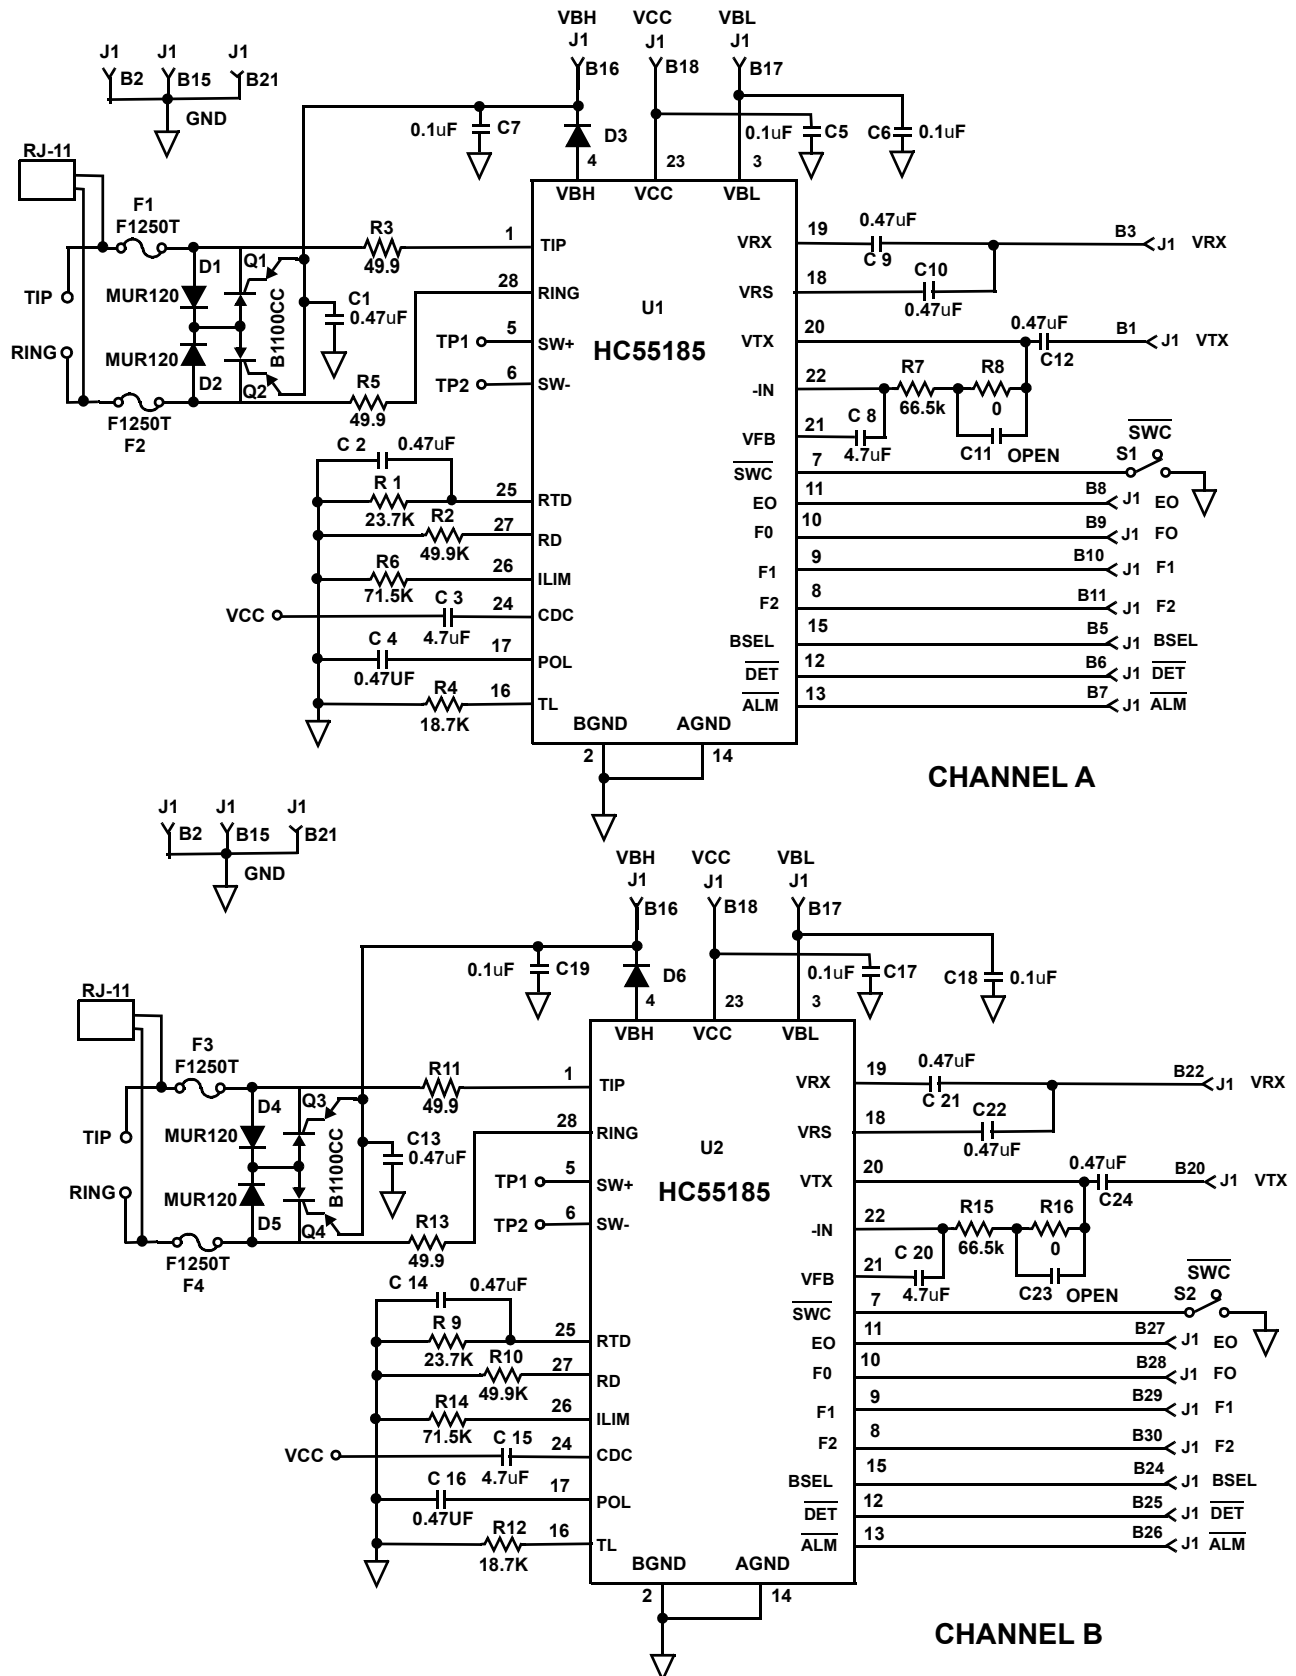 VBH VCC VBL
J1 J1 J1 J1 J1 J1
B2 B15 B21 B16 B18 B17
GND
0.1uF C7 D3 0.1uF C5 C6 0.1uF
RJ-11
4 23 3
VBH VCC VBL
F1
F1250T
R3
49.9
1 TIP
VRX 19 0.47uF C 9 B3 J1 VRX
D1 Q1
MUR120
B1100CC
C1
0.47uF
28 RING
VRS 18 C10 0.47uF
TIP
U1
HC55185
TP1 5 SW+
VTX 20 0.47uF C12 B1 J1 VTX
RING
MUR120
D2 Q2
TP2 6 SW-
-IN 22 R7 66.5k R8 0
R5
49.9
F1250T
F2
VFB 21 C 8 4.7uF C11 OPEN
SWC 7 S1 SWC
C 2 0.47uF
R 1
23.7K
25 RTD
EO 11 B8 J1 EO
R2
49.9K
27 RD
F0 10 B9 J1 FO
R6
71.5K
26 ILIM
F1 9 B10 J1 F1
VCC C 3 4.7uF 24 CDC
F2 8 B11 J1 F2
C 4
0.47UF
17 POL
BSEL 15 B5 J1 BSEL
DET 12 B6 J1 DET
R4
18.7K
16 TL
ALM 13 B7 J1 ALM
BGND AGND
2 14
CHANNEL A
J1 J1 J1
B2 B15 B21
GND
VBH VCC VBL
J1 J1 J1
B16 B18 B17
0.1uF C19 D6 0.1uF C17 C18 0.1uF
RJ-11
4 23 3
VBH VCC VBL
F3
F1250T
R11
49.9
1 TIP
VRX 19 0.47uF C 21 B22 J1 VRX
D4 Q3
MUR120
B1100CC
C13
0.47uF
28 RING
VRS 18 C22 0.47uF
TIP
U2
HC55185
TP1 5 SW+
VTX 20 0.47uF C24 B20 J1 VTX
RING
MUR120
D5 Q4
TP2 6 SW-
-IN 22 R15 66.5k R16 0
R13
49.9
F1250T
F4
VFB 21 C 20 4.7uF C23 OPEN
SWC 7 S2 SWC
C 14 0.47uF
R 9
23.7K
25 RTD
EO 11 B27 J1 EO
R10
49.9K
27 RD
F0 10 B28 J1 FO
R14
71.5K
26 ILIM
F1 9 B29 J1 F1
VCC C 15 4.7uF 24 CDC
F2 8 B30 J1 F2
C 16
0.47UF
17 POL
BSEL 15 B24 J1 BSEL
DET 12 B25 J1 DET
R12
18.7K
16 TL
ALM 13 B26 J1 ALM
BGND AGND
2 14
CHANNEL B